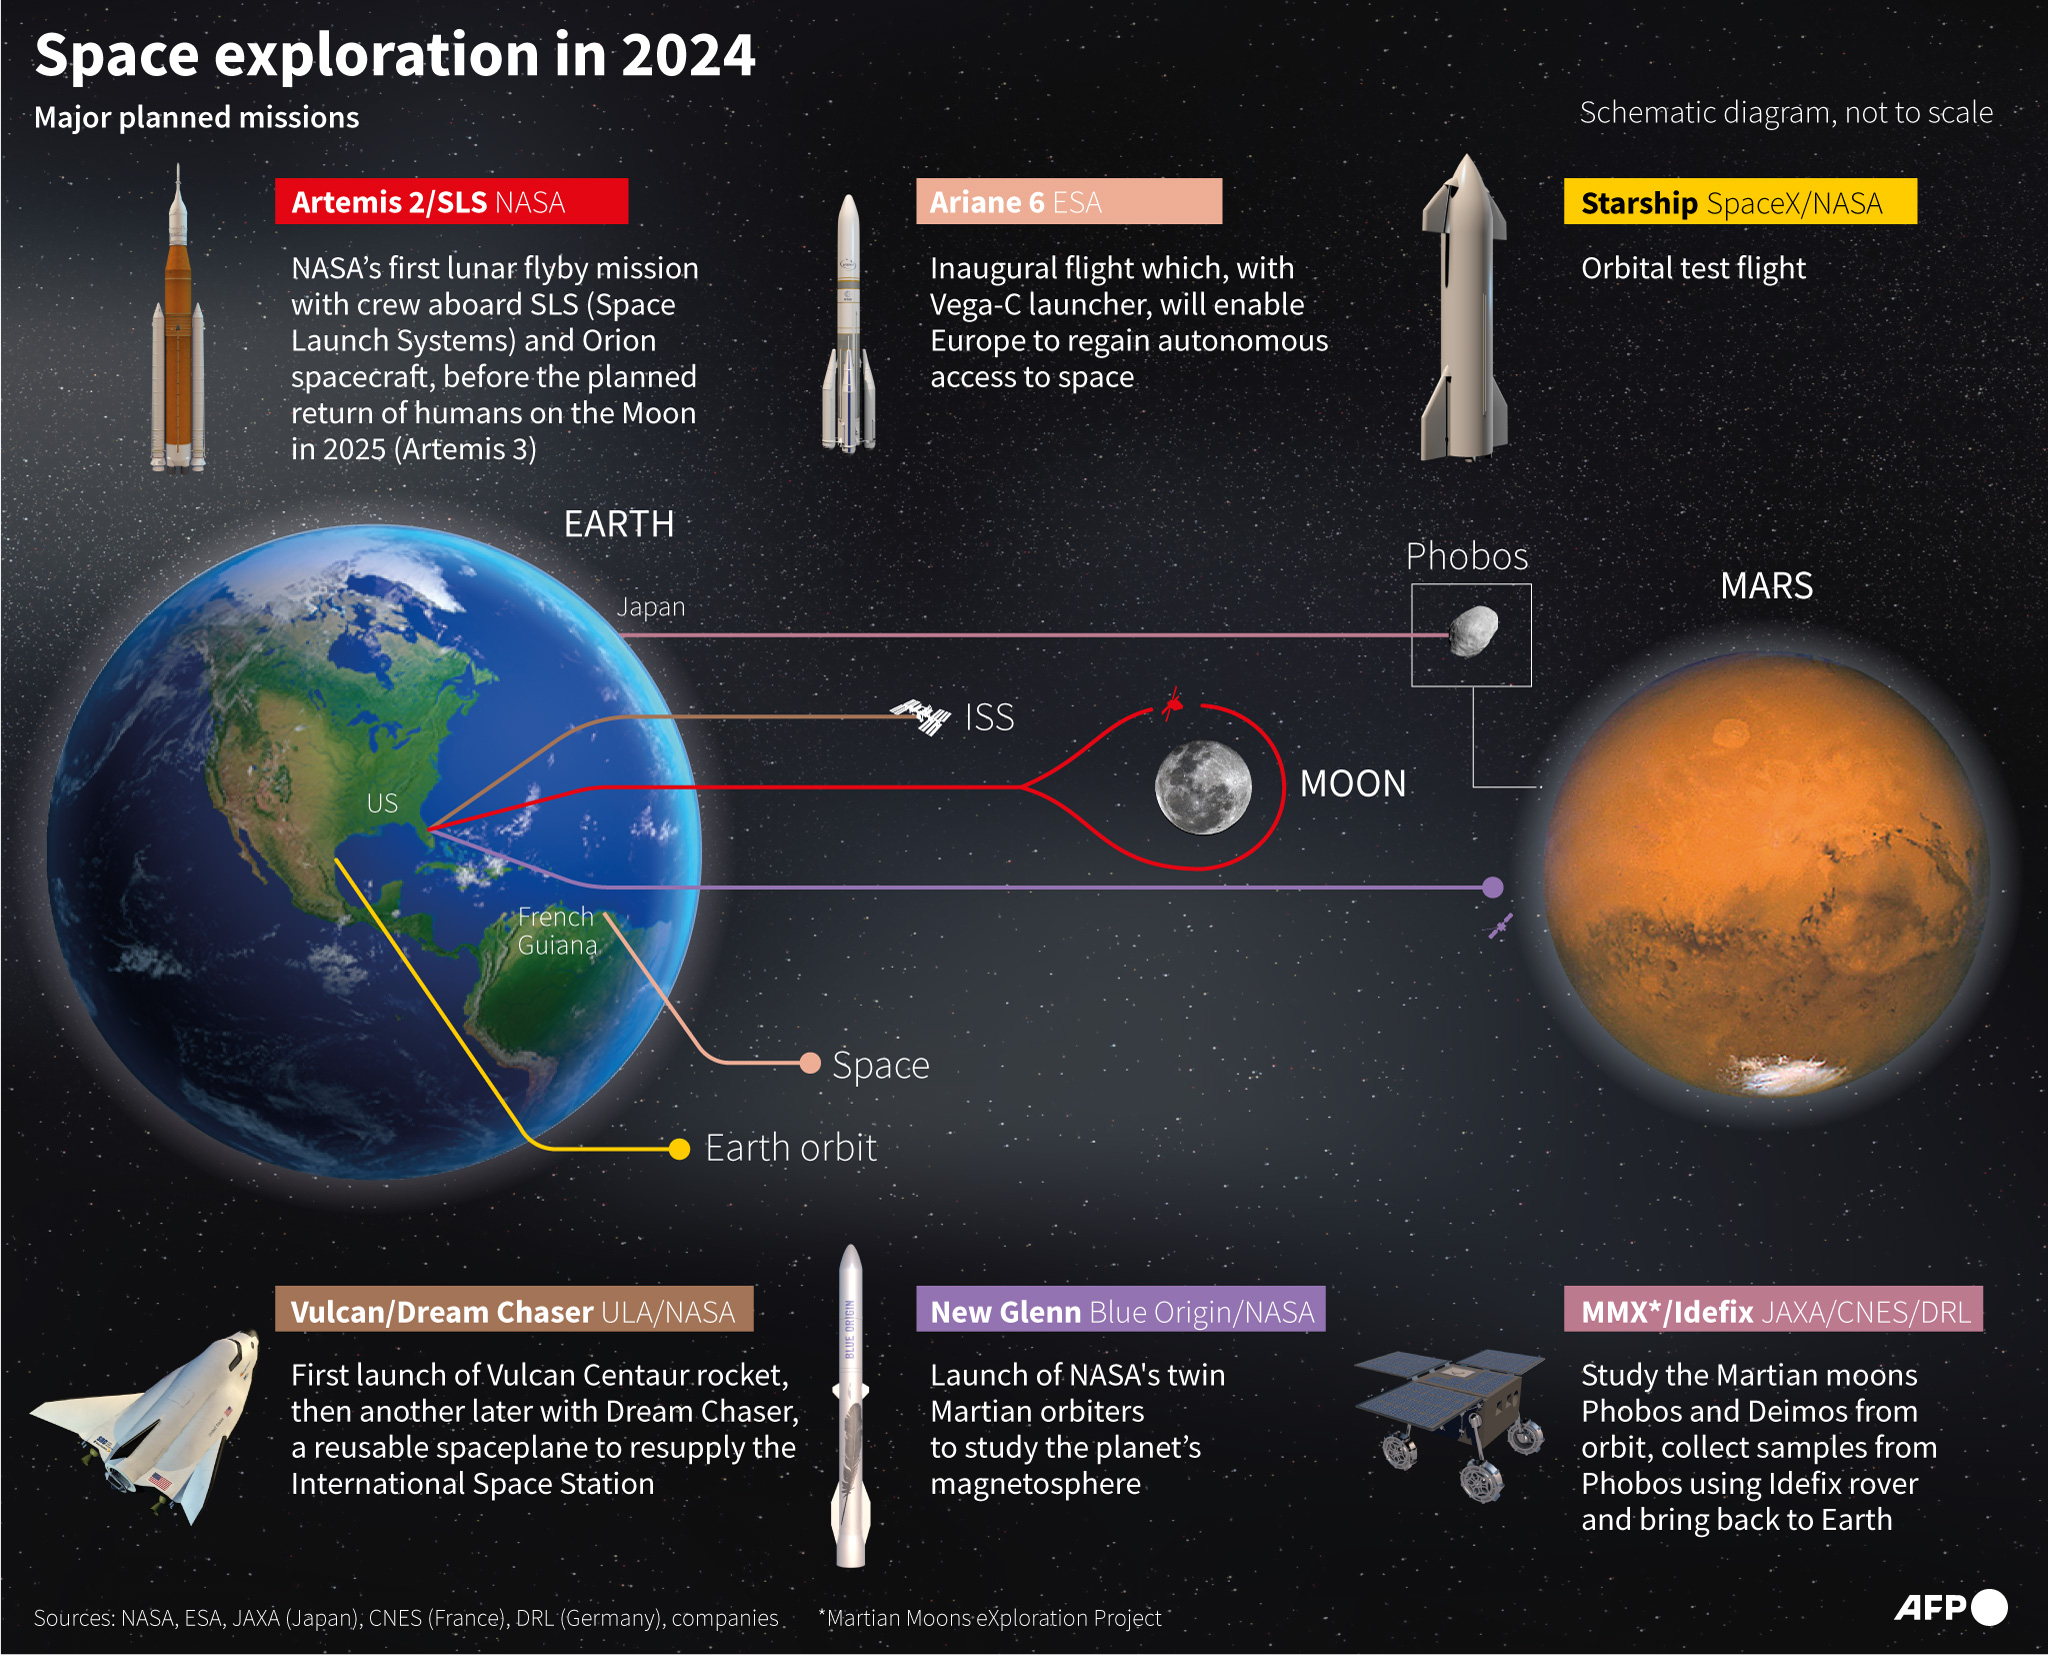 Space exploration in 2024
Major planned missions
Schematic diagram, not to scale
Artemis 2/SLS NASA
NASA’s first lunar flyby mission
with crew aboard SLS (Space
Launch Systems) and Orion
spacecraft, before the planned
return of humans on the Moon
in 2025 (Artemis 3)
Ariane 6 ESA
Inaugural flight which, with
Vega-C launcher, will enable
Europe to regain autonomous
access to space
Starship SpaceX/NASA
Orbital test flight
EARTH
Japan
Phobos
MARS
ISS
MOON
US
French
Guiana
Space
Earth orbit
Vulcan/Dream Chaser ULA/NASA
First launch of Vulcan Centaur rocket,
then another later with Dream Chaser,
a reusable spaceplane to resupply the
International Space Station
BLUE ORIGIN
New Glenn Blue Origin/NASA
Launch of NASA's twin
Martian orbiters
to study the planet’s
magnetosphere
MMX*/Idefix JAXA/CNES/DRL
Study the Martian moons
Phobos and Deimos from
orbit, collect samples from
Phobos using Idefix rover
and bring back to Earth
Sources: NASA, ESA, JAXA (Japan), CNES (France), DRL (Germany), companies
*Martian Moons eXploration Project
AFP